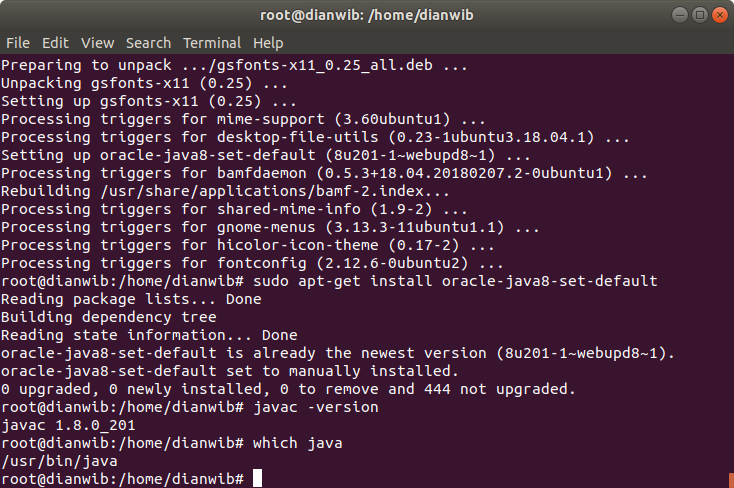 root@dianwib: /home/dianwib
File Edit View Search Terminal Help
Preparing to unpack .../gsfonts-x11_0.25_all.deb ...
Unpacking gsfonts-x11 (0.25) ...
Setting up gsfonts-x11 (0.25) ...
Processing triggers for mime-support (3.60ubuntu1) ...
Processing triggers for desktop-file-utils (0.23-1ubuntu3.18.04.1) ...
Setting up oracle-java8-set-default (8u201-1~webupd8~1) ...
Processing triggers for bamfdaemon (0.5.3+18.04.20180207.2-0ubuntu1) ...
Rebuilding /usr/share/applications/bamf-2.index...
Processing triggers for shared-mime-info (1.9-2) ...
Processing triggers for gnome-menus (3.13.3-11ubuntu1.1) ...
Processing triggers for hicolor-icon-theme (0.17-2) ...
Processing triggers for fontconfig (2.12.6-0ubuntu2) ...
root@dianwib:/home/dianwib# sudo apt-get install oracle-java8-set-default
Reading package lists... Done
Building dependency tree
Reading state information... Done
oracle-java8-set-default is already the newest version (8u201-1~webupd8~1).
oracle-java8-set-default set to manually installed.
0 upgraded, 0 newly installed, 0 to remove and 444 not upgraded.
root@dianwib:/home/dianwib# javac -version
javac 1.8.0_201
root@dianwib:/home/dianwib# which java
/usr/bin/java
root@dianwib:/home/dianwib#